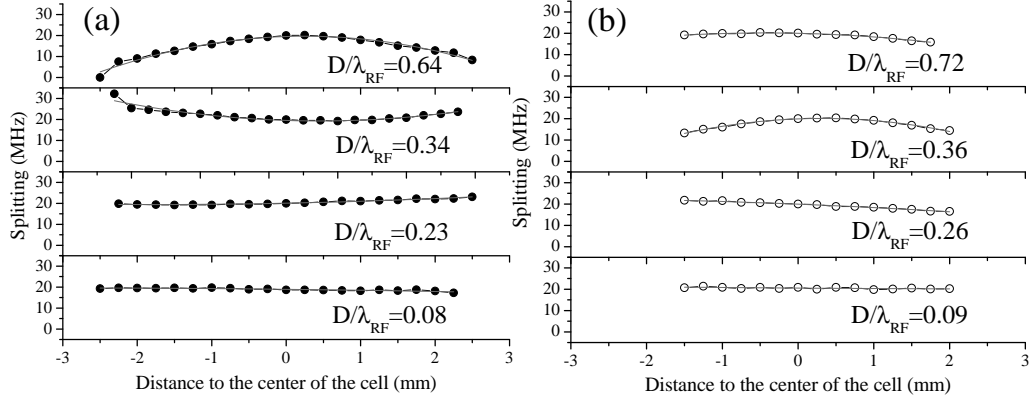 (a)
(b)
Splitting (MHz)
30
20
10
0
D/λRF=0.64
30
20
10
0
D/λRF=0.34
30
20
10
0
D/λRF=0.23
30
20
10
0
D/λRF=0.08
-3 -2 -1 0 1 2 3
Distance to the center of the cell (mm)
Splitting (MHz)
30
20
10
0
D/λRF=0.72
30
20
10
0
D/λRF=0.36
30
20
10
0
D/λRF=0.26
30
20
10
0
D/λRF=0.09
-3 -2 -1 0 1 2 3
Distance to the center of the cell (mm)